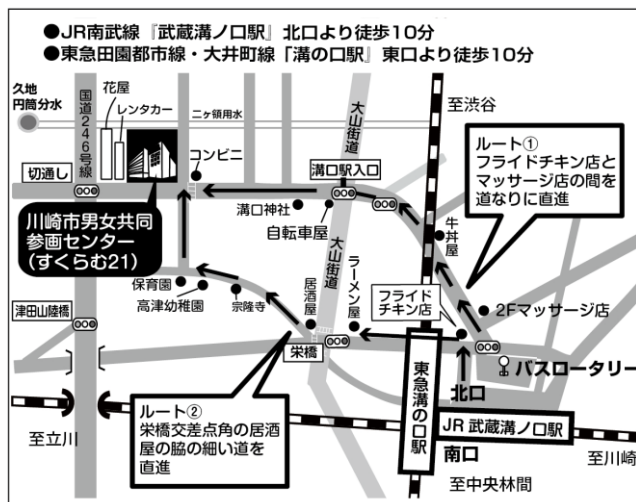 ●JR南武線『武蔵溝ノ口駅』北口より徒歩10分
●東急田園都市線・大井町線「溝の口駅」東口より徒歩10分
久地
円筒分水
国道246号線
花屋
レンタカー
二ヶ領用水
大山街道
至渋谷
コンビニ
切通し
溝口駅入口
ルート①
フライドチキン店と
マッサージ店の間を
道なりに直進
川崎市男女共同
参画センター
(すくらむ21)
溝口神社
自転車屋
牛丼屋
大山街道
保育園
高津幼稚園
宗隆寺
居酒屋
ラーメン屋
フライド
チキン店
2Fマッサージ店
津田山陸橋
栄橋
バスロータリー
東急溝の口駅
北口
ルート②
栄橋交差点角の居酒
屋の脇の細い道を
直進
JR 武蔵溝ノ口駅
南口
至立川
至川崎
至中央林間